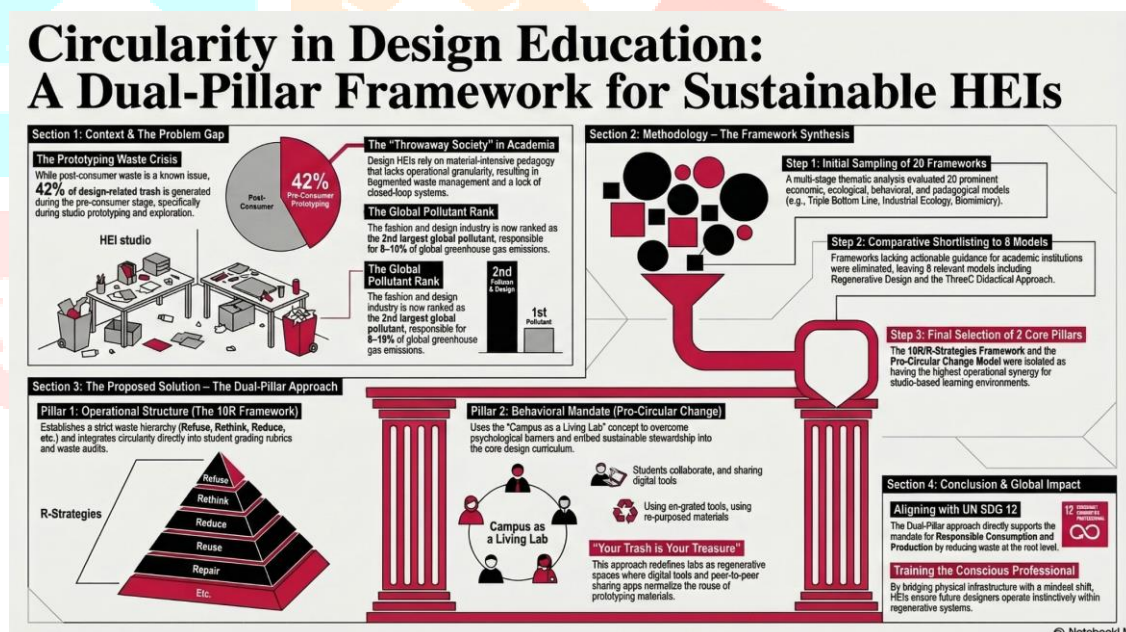 Circularity in Design Education:
A Dual-Pillar Framework for Sustainable HEIs
Section 1: Context & The Problem Gap
The Prototyping Waste Crisis
While post-consumer waste is a known issue,
42% of design-related trash is generated
during the pre-consumer stage, specifically
during studio prototyping and exploration.
HEI studio
Post-
Consumer
42%
Pre-Consumer
Prototyping
The "Throwaway Society" in Academia
Design HEIs rely on material-intensive pedagogy
that lacks operational granularity, resulting in
Begmented waste management and a lack of
closed-loop systems.
The Global Pollutant Rank
The fashion and design industry is now ranked as
the 2nd largest global pollutant, responsible
for 8–10% of global greenhouse gas emissions.
The Global
Pollutant Rank
The fashion and design
industry is now ranked as
the 2nd largest global
pollutant, responsible for
8–19% of global greenhouse
gas emissions.
2nd
& Design
1st
Pollutant
Section 2: Methodology – The Framework Synthesis
Step 1: Initial Sampling of 20 Frameworks
A multi-stage thematic analysis evaluated 20 prominent
economic, ecological, behavioral, and padagogical models
(e.g., Triple Bottom Line, Industrial Ecology, Biomimicry).
Step 2: Comparative Shortlisting to 8 Models
Frameworks lacking actionable guidance for academic institutions
were eliminated, leaving 8 relevant models including
Regenerative Design and the ThreeC Didactical Approach.
Step 3: Final Selection of 2 Core Pillars
The 10R/R-Strategies Framework and the
Pro-Circular Change Model were isolated as
having the highest operational synergy for
studio-based learning environments.
Section 3: The Proposed Solution – The Dual-Pillar Approach
Pillar 1: Operational Structure (The 10R Framework)
Establishes a strict waste hierarchy (Refuse, Rethink, Reduce,
etc.) and integrates circularity directly into student grading rubrics
and waste audits.
R-Strategies
Refuse
Rethink
Reduce
Reuse
Repair
Etc.
Pillar 2: Behavioral Mandate (Pro-Circular Change)
Uses the "Campus as a Living Lab" concept to overcome
psychological barners and entbed sustainable stewardship into
the core design curriculum.
Campus as
a Living Lab
Students collaborate, and sharing
digital tools
Using en-grated tools, using
re-purposed materials
"Your Trash is Your Treasure"
This approach redefines labs as regenerative
spaces where digital tools and peer-to-peer
sharing apps nermalize the rouse of
prototyping materials.
Section 4: Conclusion & Global Impact
Aligning with UN SDG 12
The Dual-Pillar approach directly supports the
mandate for Responsible Consumption and
Production by reducing waste at the root level.
12
Training the Conscious Professional
By bridging physical infrastructure with a mindeet shift,
HEIs ensure future designers operate instinctively within
regenerative systems.